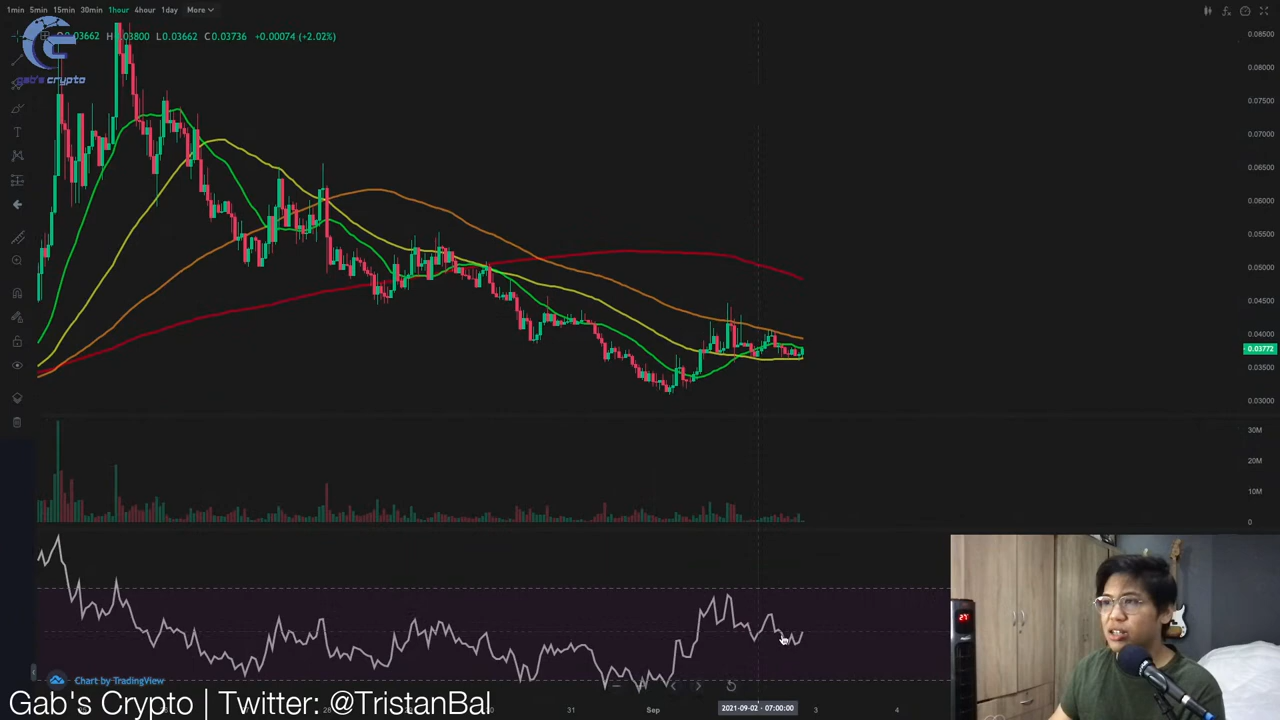 1min 5min 15min 30min 1hour 4hour 1day More
0.03662 H 0.03800 L 0.03662 C 0.03736 +0.00074 (+2.02%)
gab's crypto
0.08500
0.08000
0.07500
0.07000
0.06500
0.06000
0.05500
0.05000
0.04500
0.04000
0.03772
0.03500
0.03000
30M
20M
10M
0
27
Chart by TradingView
Gab's Crypto | Twitter: @TristanBal
31 Sep 2021-09-02 - 07:00:00 3 4